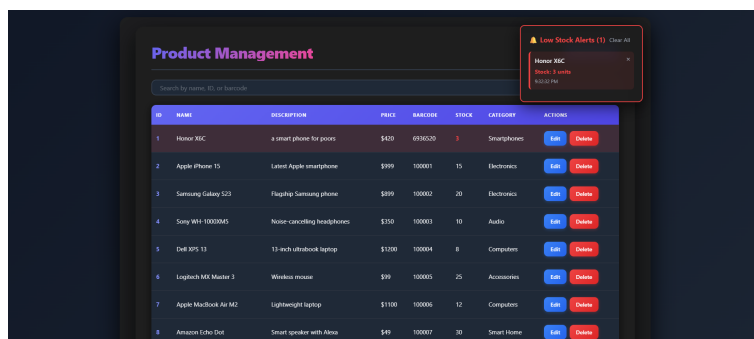 Product Management
🔔 Low Stock Alerts (1) Clear All
Honor X6C ×
Stock: 3 units
9:32:32 PM
Search by name, ID, or barcode
ID NAME DESCRIPTION PRICE BARCODE STOCK CATEGORY ACTIONS
1 Honor X6C a smart phone for poors $420 6936520 3 Smartphones Edit Delete
2 Apple iPhone 15 Latest Apple smartphone $999 100001 15 Electronics Edit Delete
3 Samsung Galaxy S23 Flagship Samsung phone $899 100002 20 Electronics Edit Delete
4 Sony WH-1000XM5 Noise-cancelling headphones $350 100003 10 Audio Edit Delete
5 Dell XPS 13 13-inch ultrabook laptop $1200 100004 8 Computers Edit Delete
6 Logitech MX Master 3 Wireless mouse $99 100005 25 Accessories Edit Delete
7 Apple MacBook Air M2 Lightweight laptop $1100 100006 12 Computers Edit Delete
8 Amazon Echo Dot Smart speaker with Alexa $49 100007 30 Smart Home Edit Delete